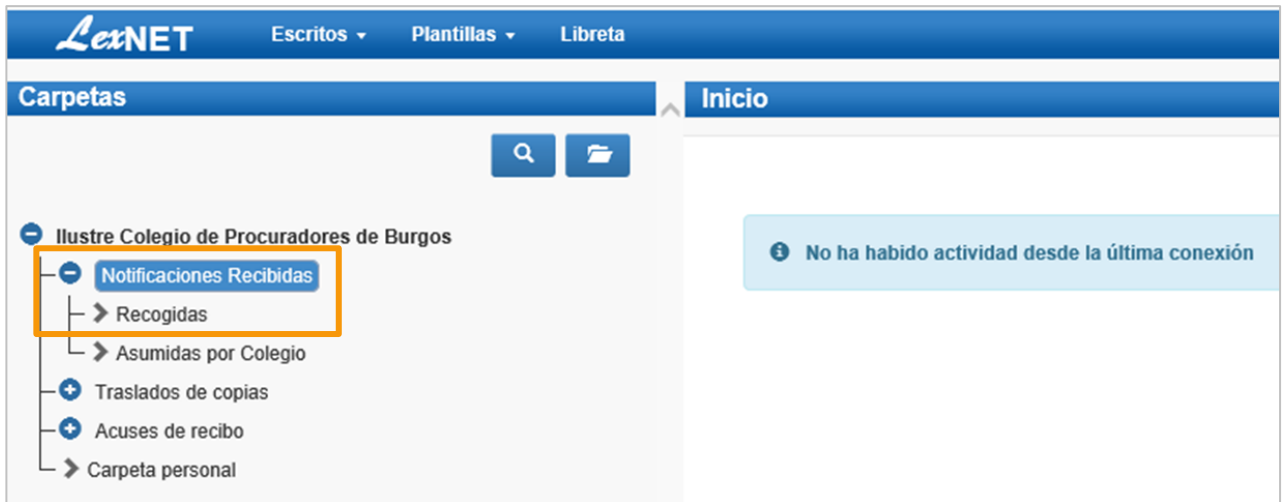 LexNET Escritos Plantillas Libreta
Carpetas
Inicio
Ilustre Colegio de Procuradores de Burgos
Notificaciones Recibidas
Recogidas
Asumidas por Colegio
Traslados de copias
Acuses de recibo
Carpeta personal
No ha habido actividad desde la última conexión